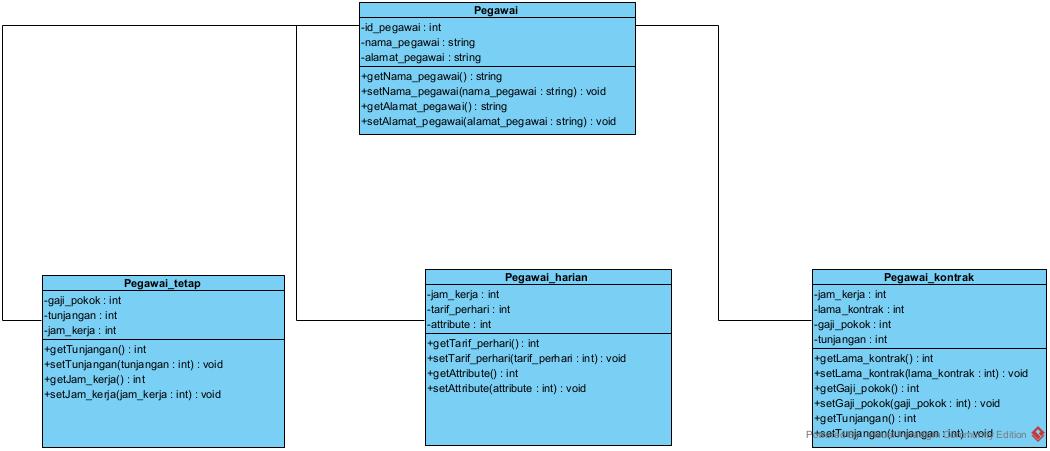 Pegawai
-id_pegawai : int
-nama_pegawai : string
-alamat_pegawai : string
+getNama_pegawai() : string
+setNama_pegawai(nama_pegawai : string) : void
+getAlamat_pegawai() : string
+setAlamat_pegawai(alamat_pegawai : string) : void
Pegawai_tetap
-gaji_pokok : int
-tunjangan : int
-jam_kerja : int
+getTunjangan() : int
+setTunjangan(tunjangan : int) : void
+getJam_kerja() : int
+setJam_kerja(jam_kerja : int) : void
Pegawai_harian
-jam_kerja : int
-tarif_perhari : int
-attribute : int
+getTarif_perhari() : int
+setTarif_perhari(tarif_perhari : int) : void
+getAttribute() : int
+setAttribute(attribute : int) : void
Pegawai_kontrak
-jam_kerja : int
-lama_kontrak : int
-gaji_pokok : int
-tunjangan : int
+getLama_kontrak() : int
+setLama_kontrak(lama_kontrak : int) : void
+getGaji_pokok() : int
+setGaji_pokok(gaji_pokok : int) : void
+getTunjangan() : int
+setTunjangan(tunjangan : int) : void
Edition